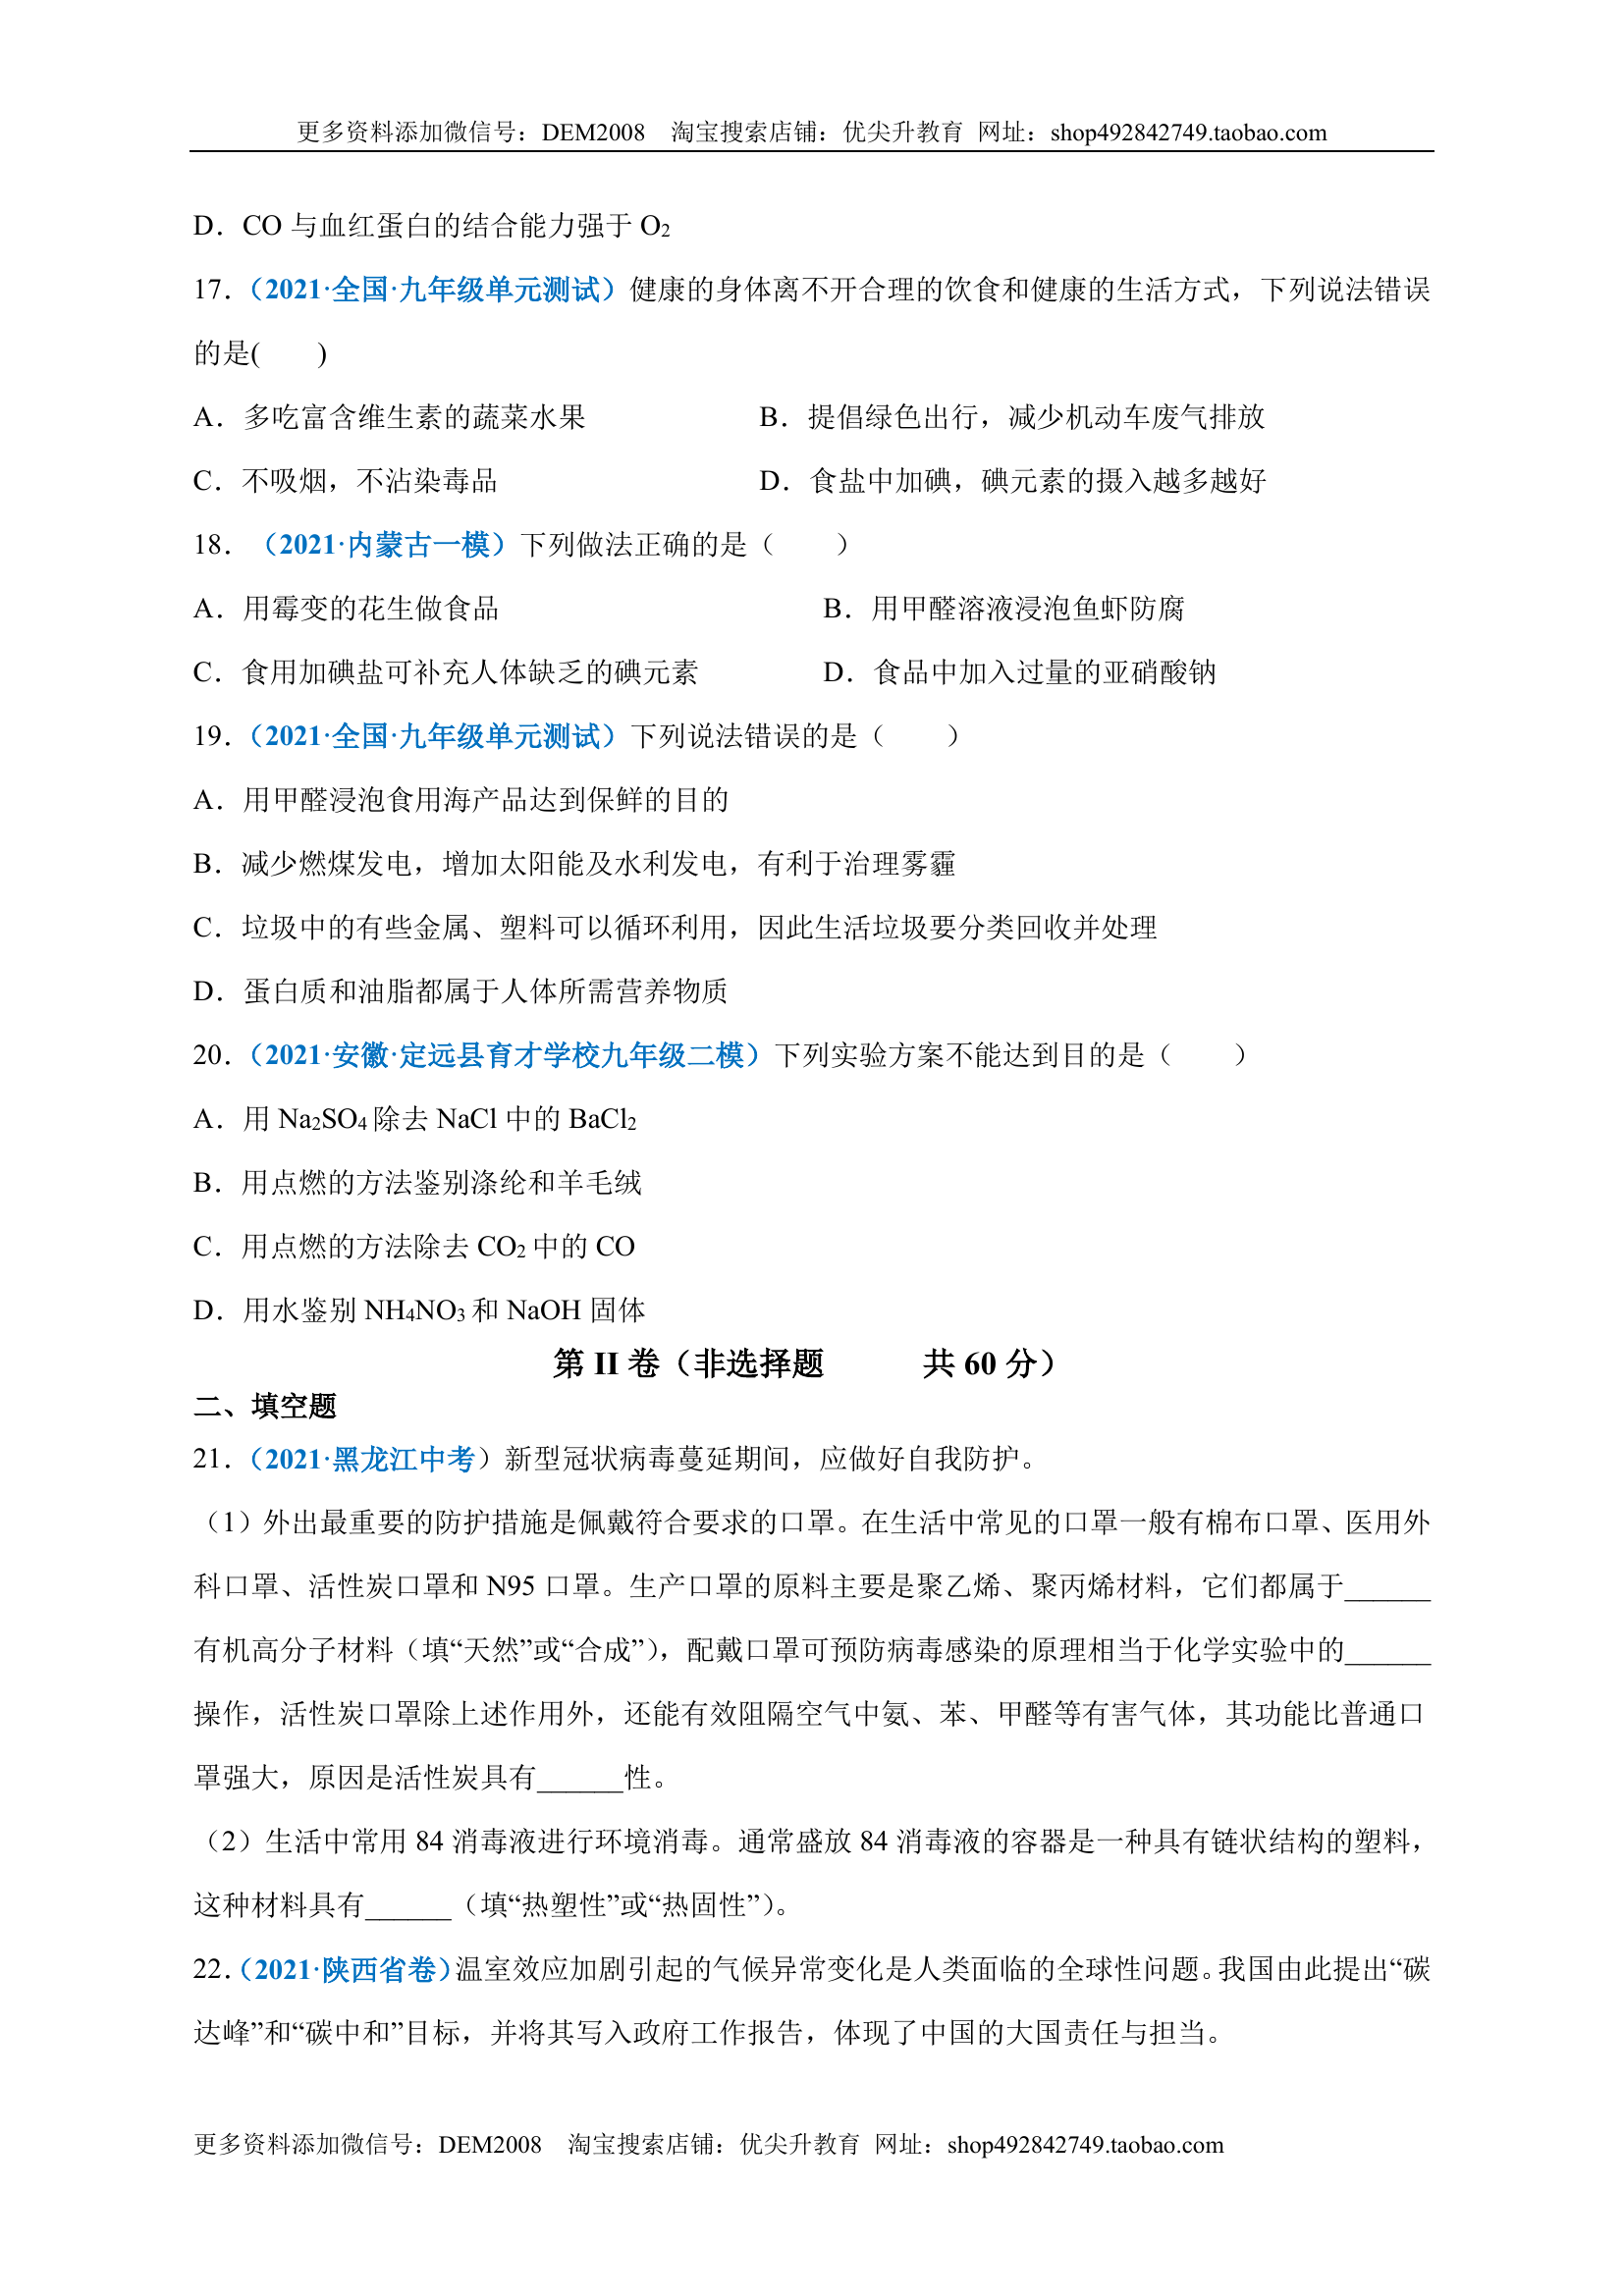 更多资料添加微信号：DEM2008 淘宝搜索店铺：优尖升教育 网址：shop492842749.taobao.com
D．CO 与血红蛋白的结合能力强于 O₂
17．（2021·全国·九年级单元测试）健康的身体离不开合理的饮食和健康的生活方式，下列说法错误
的是(　　)
A．多吃富含维生素的蔬菜水果 B．提倡绿色出行，减少机动车废气排放
C．不吸烟，不沾染毒品 D．食盐中加碘，碘元素的摄入越多越好
18．（2021·内蒙古一模）下列做法正确的是（　　）
A．用霉变的花生做食品 B．用甲醛溶液浸泡鱼虾防腐
C．食用加碘盐可补充人体缺乏的碘元素 D．食品中加入过量的亚硝酸钠
19．（2021·全国·九年级单元测试）下列说法错误的是（　　）
A．用甲醛浸泡食用海产品达到保鲜的目的
B．减少燃煤发电，增加太阳能及水利发电，有利于治理雾霾
C．垃圾中的有些金属、塑料可以循环利用，因此生活垃圾要分类回收并处理
D．蛋白质和油脂都属于人体所需营养物质
20．（2021·安徽·定远县育才学校九年级二模）下列实验方案不能达到目的是（　　）
A．用 Na₂SO₄ 除去 NaCl 中的 BaCl₂
B．用点燃的方法鉴别涤纶和羊毛绒
C．用点燃的方法除去 CO₂ 中的 CO
D．用水鉴别 NH₄NO₃ 和 NaOH 固体
第 II 卷（非选择题　　共 60 分）
二、填空题
21．（2021·黑龙江中考）新型冠状病毒蔓延期间，应做好自我防护。
（1）外出最重要的防护措施是佩戴符合要求的口罩。在生活中常见的口罩一般有棉布口罩、医用外
科口罩、活性炭口罩和 N95 口罩。生产口罩的原料主要是聚乙烯、聚丙烯材料，它们都属于______
有机高分子材料（填“天然”或“合成”），配戴口罩可预防病毒感染的原理相当于化学实验中的______
操作，活性炭口罩除上述作用外，还能有效阻隔空气中氨、苯、甲醛等有害气体，其功能比普通口
罩强大，原因是活性炭具有______性。
（2）生活中常用 84 消毒液进行环境消毒。通常盛放 84 消毒液的容器是一种具有链状结构的塑料，
这种材料具有______（填“热塑性”或“热固性”）。
22．（2021·陕西省卷）温室效应加剧引起的气候异常变化是人类面临的全球性问题。我国由此提出“碳
达峰”和“碳中和”目标，并将其写入政府工作报告，体现了中国的大国责任与担当。
更多资料添加微信号：DEM2008 淘宝搜索店铺：优尖升教育 网址：shop492842749.taobao.com